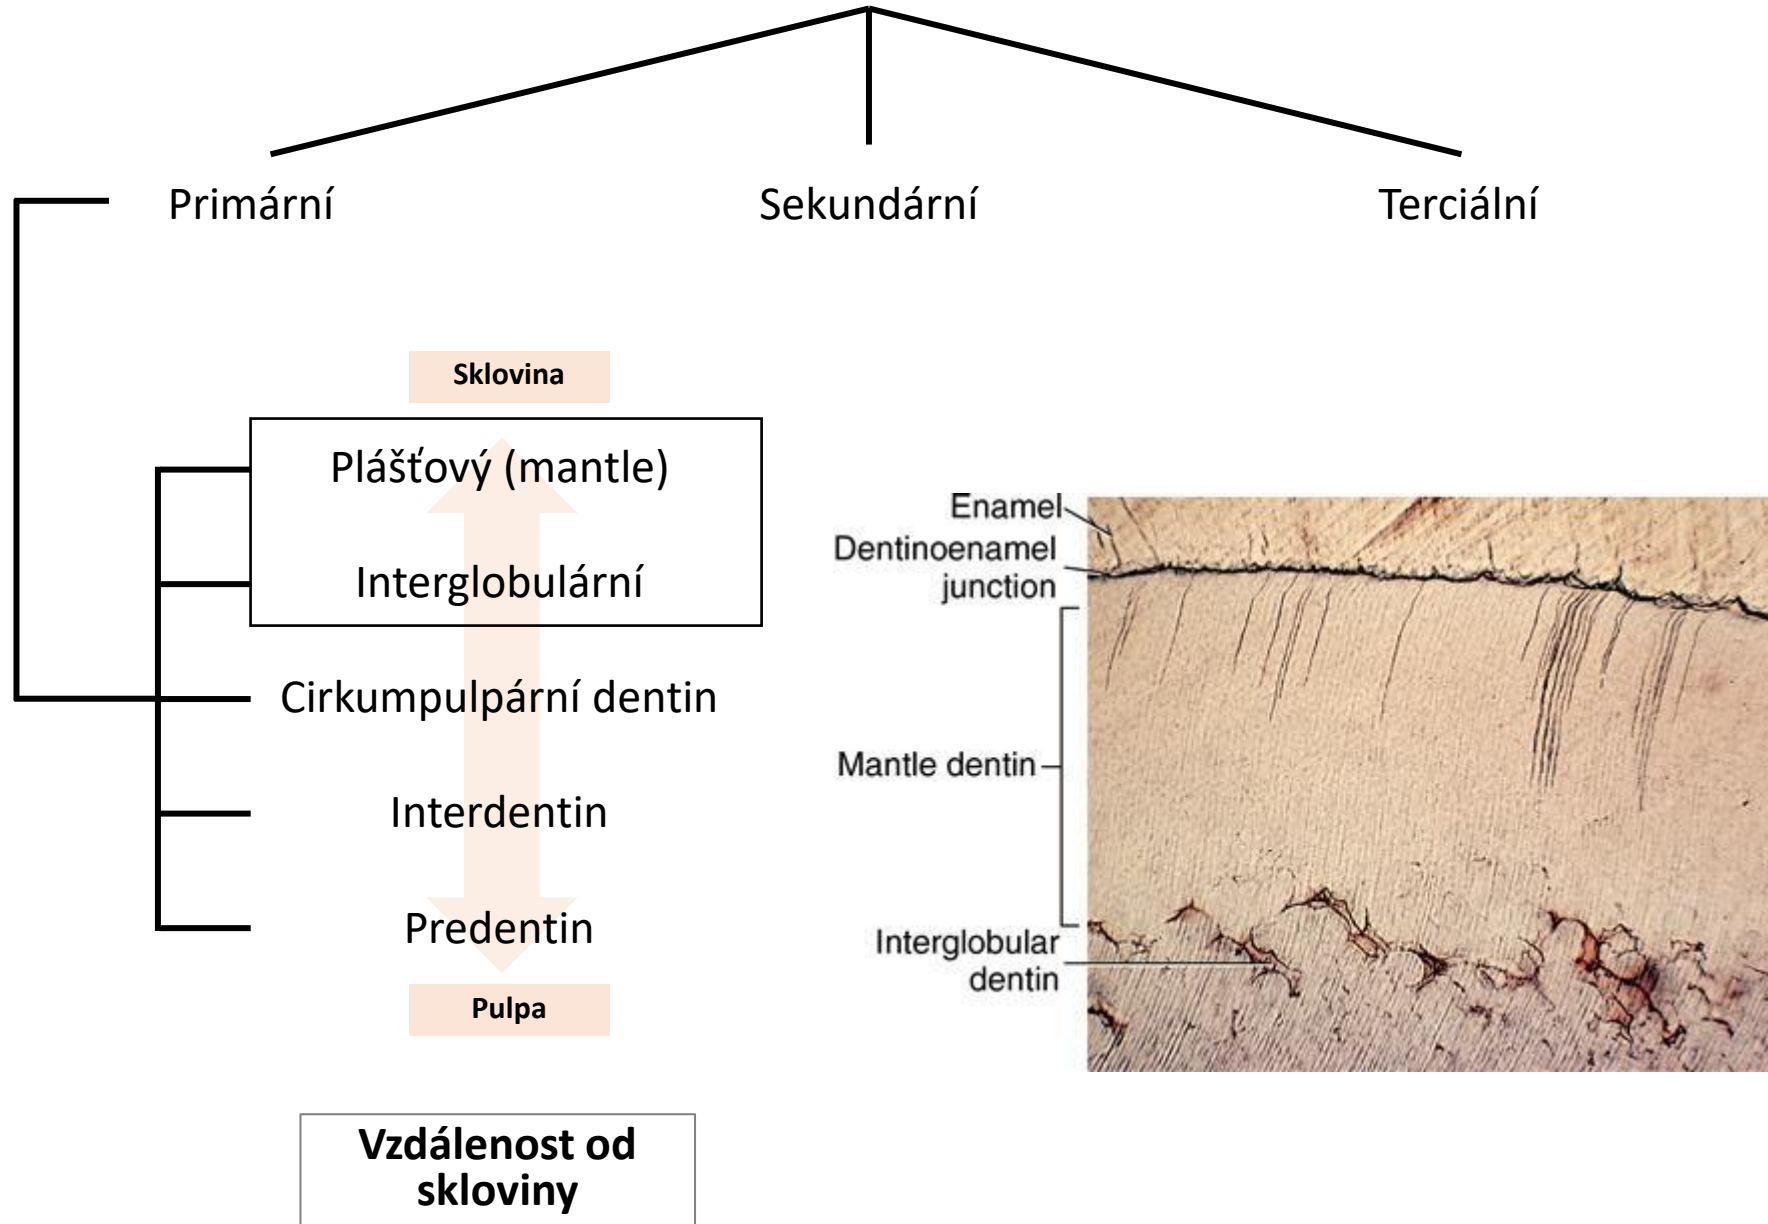 Primární
Sekundární
Terciální
Sklovina
Plášťový (mantle)
Interglobulární
Cirkumpulpární dentin
Interdentin
Predentin
Pulpa
Vzdálenost od
skloviny
Enamel
Dentinoenamel
junction
Mantle dentin
Interglobular
dentin